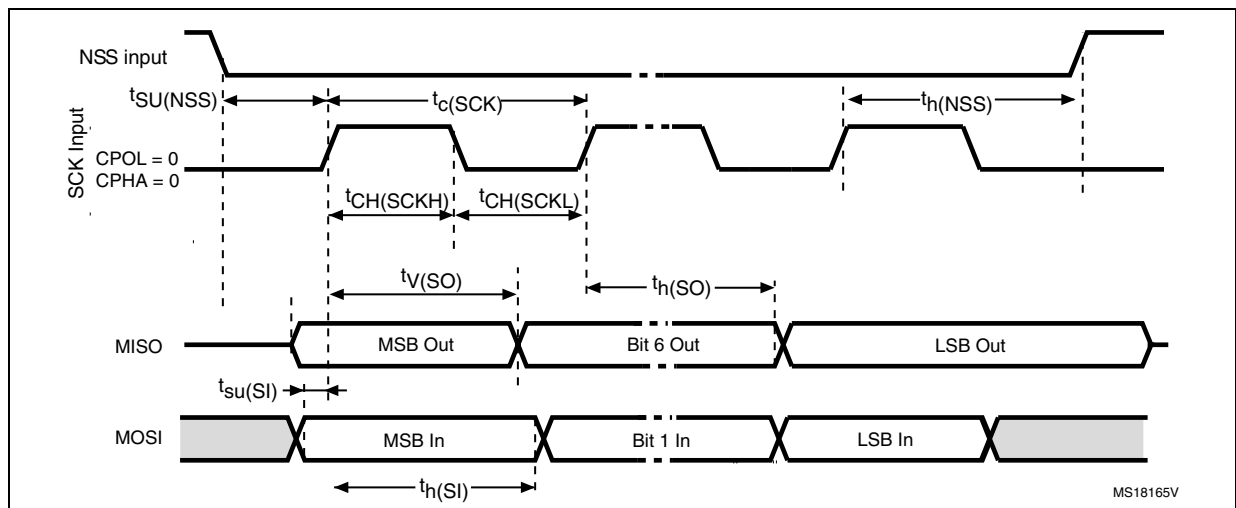 NSS input
tSU(NSS)
tc(SCK)
th(NSS)
SCK Input
CPOL = 0
CPHA = 0
tCH(SCKH)
tCH(SCKL)
tV(SO)
th(SO)
MISO
MSB Out
Bit 6 Out
LSB Out
tsu(SI)
MOSI
MSB In
Bit 1 In
LSB In
th(SI)
MS18165V